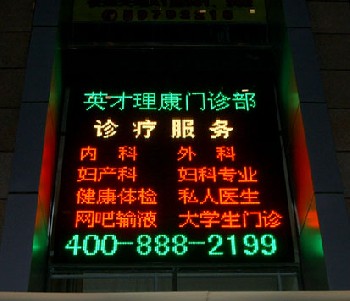 英才理康门诊部
诊疗服务
内科 外科
妇产科 妇科专业
健康体检 私人医生
网吧输液 大学生门诊
400-888-2199